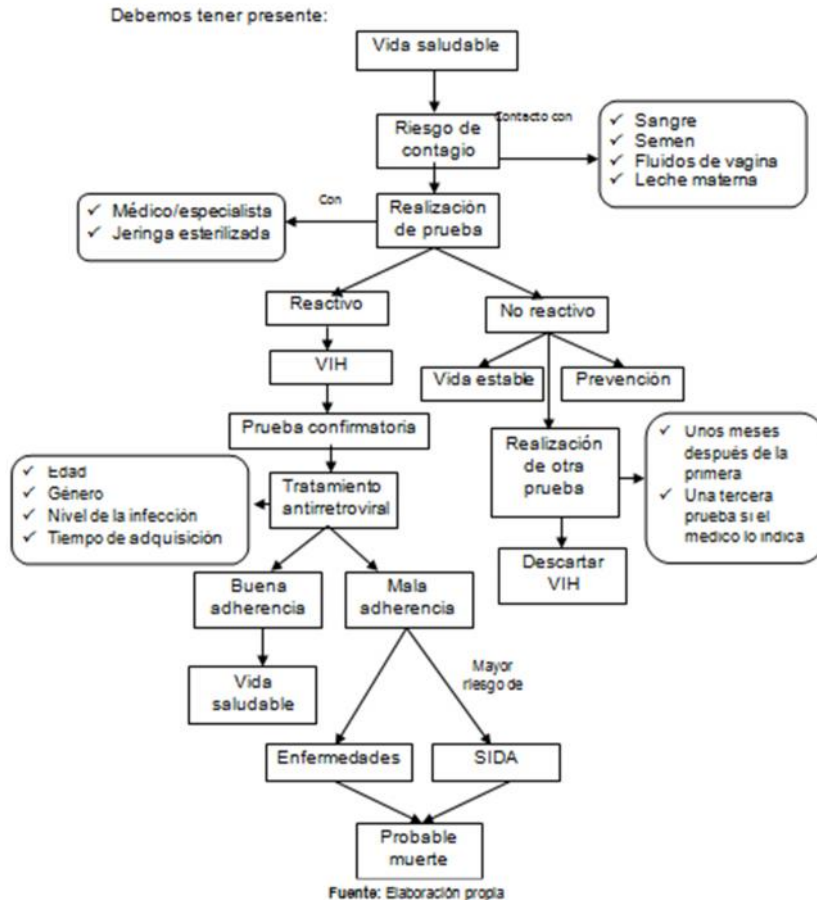 Debemos tener presente:
Vida saludable
Contacto con
Riesgo de
contagio
✓ Sangre
✓ Semen
✓ Fluidos de vagina
✓ Leche materna
✓ Médico/especialista
✓ Jeringa esterilizada
Con
Realización
de prueba
Reactivo
No reactivo
VIH
Vida estable
Prevención
Prueba confirmatoria
Realización
de otra
prueba
✓ Unos meses
después de la
primera
✓ Una tercera
prueba si el
medico lo indica
✓ Edad
✓ Género
✓ Nivel de la infección
✓ Tiempo de adquisición
Tratamiento
antirretroviral
Descartar
VIH
Buena
adherencia
Mala
adherencia
Vida
saludable
Mayor
riesgo de
Enfermedades
SIDA
Probable
muerte
Fuente: Elaboración propia